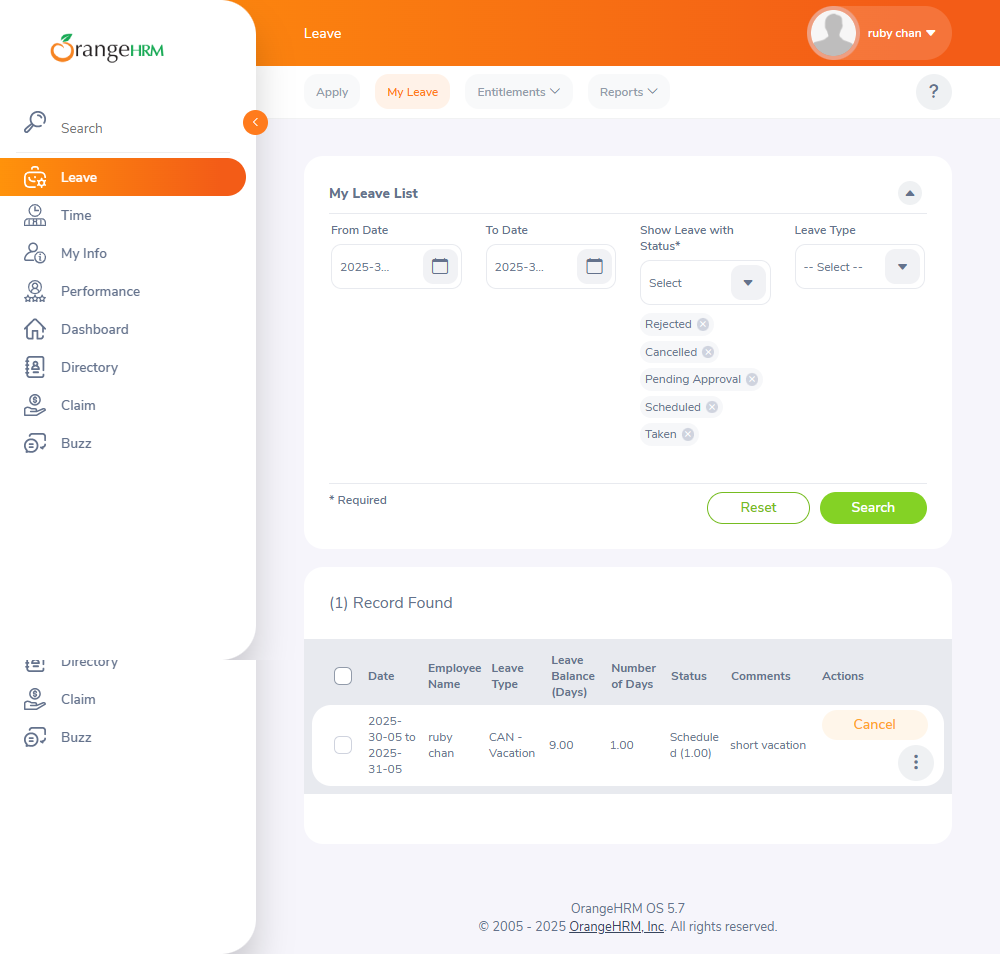 OrangeHRM
Leave
ruby chan
Search
Apply
My Leave
Entitlements
Reports
?
Leave
Time
My Info
Performance
Dashboard
Directory
Claim
Buzz
My Leave List
From Date
To Date
Show Leave with
Status*
Leave Type
2025-3...
2025-3...
Select
-- Select --
Rejected
Cancelled
Pending Approval
Scheduled
Taken
* Required
Reset
Search
(1) Record Found
Directory
Claim
Buzz
Date
Employee
Name
Leave
Type
Leave
Balance
(Days)
Number
of Days
Status
Comments
Actions
2025-
30-05 to
2025-
31-05
ruby
chan
CAN -
Vacation
9.00
1.00
Schedule
d (1.00)
short vacation
Cancel
OrangeHRM OS 5.7
© 2005 - 2025 OrangeHRM, Inc. All rights reserved.